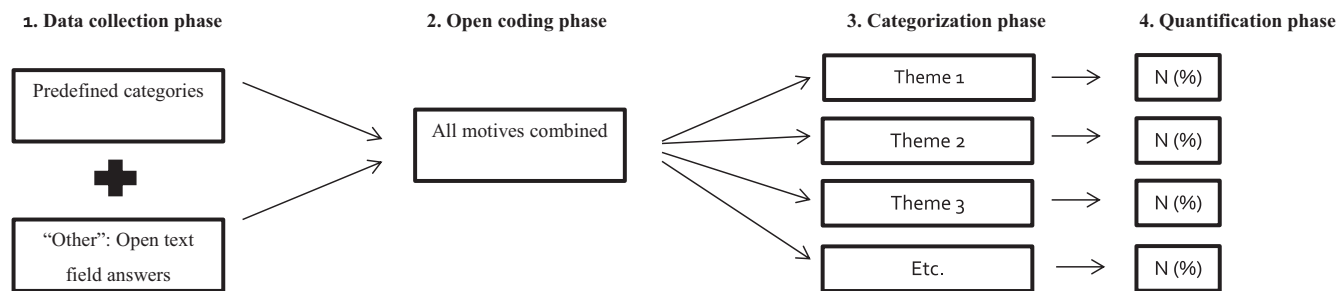 1. Data collection phase
2. Open coding phase
3. Categorization phase
4. Quantification phase
Predefined categories
“Other”: Open text
field answers
All motives combined
Theme 1
N (%)
Theme 2
N (%)
Theme 3
N (%)
Etc.
N (%)